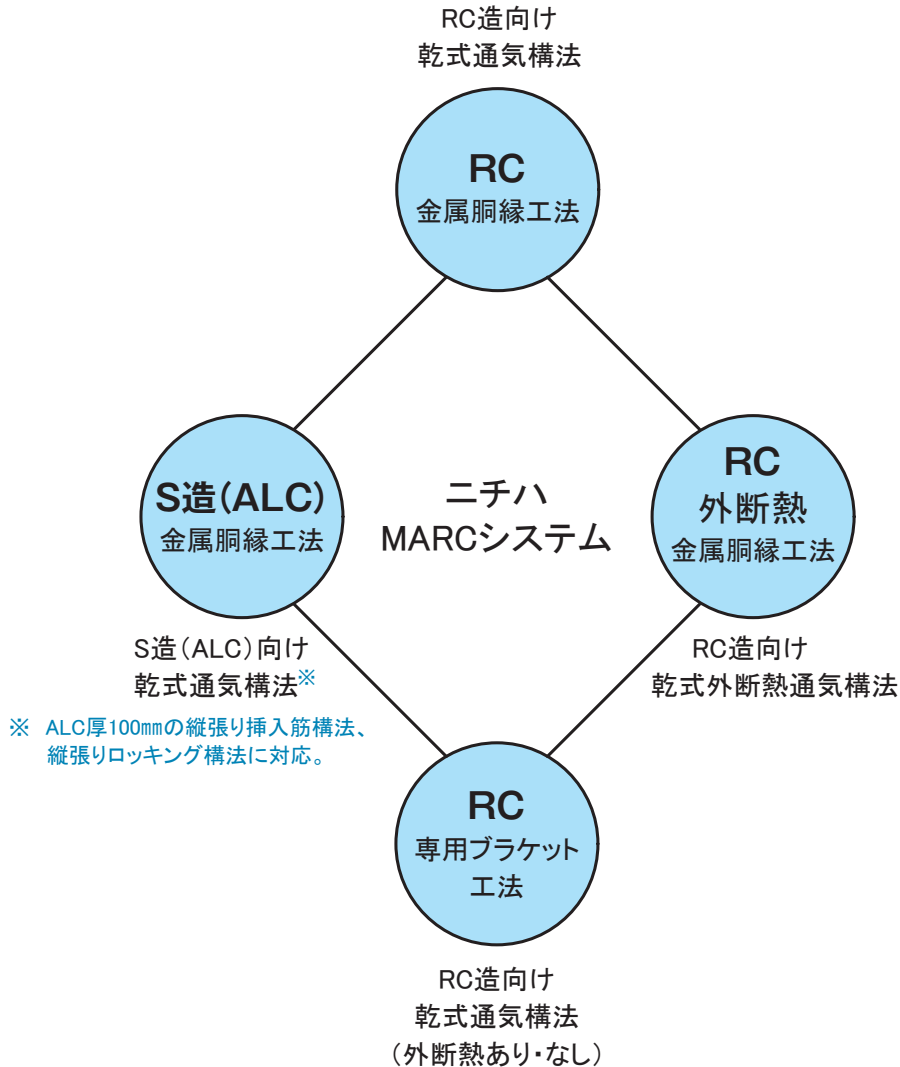 RC造向け
乾式通気構法
RC
金属胴縁工法
S造(ALC)
金属胴縁工法
ニチハ
MARCシステム
RC
外断熱
金属胴縁工法
S造(ALC)向け
乾式通気構法※
※ ALC厚100㎜の縦張り挿入筋構法、
縦張りロッキング構法に対応。
RC造向け
乾式外断熱通気構法
RC
専用ブラケット
工法
RC造向け
乾式通気構法
(外断熱あり・なし)